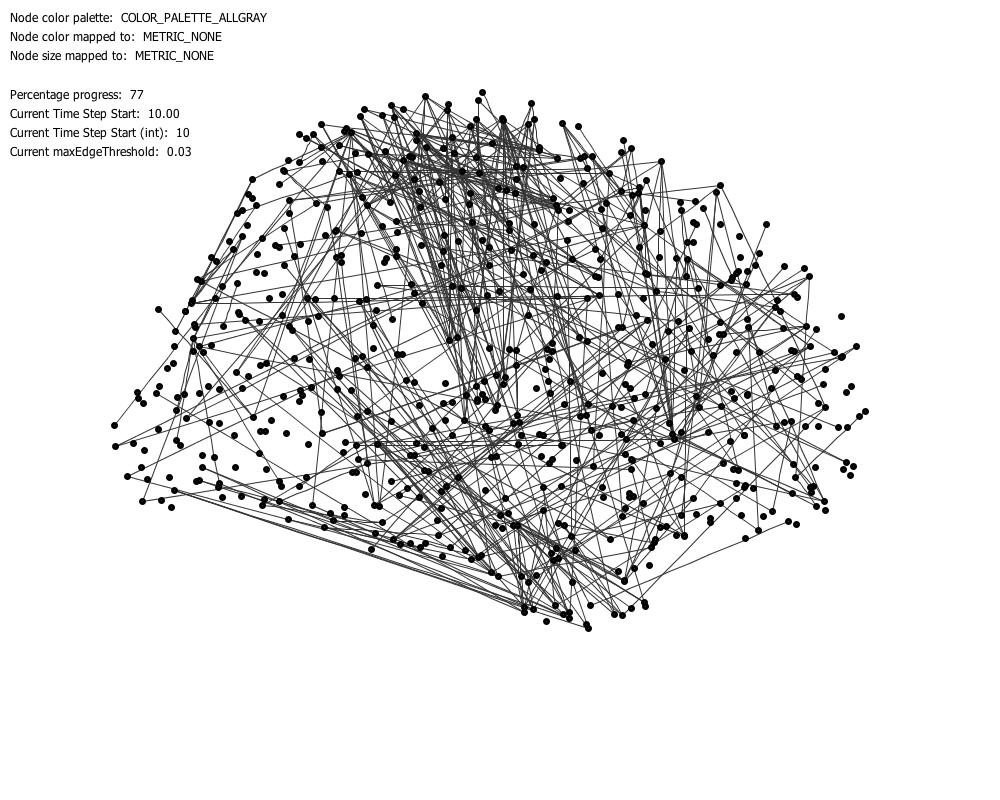 Node color palette:  COLOR_PALETTE_ALLGRAY
Node color mapped to:  METRIC_NONE
Node size mapped to:  METRIC_NONE
Percentage progress:  77
Current Time Step Start:  10.00
Current Time Step Start (int):  10
Current maxEdgeThreshold:  0.03